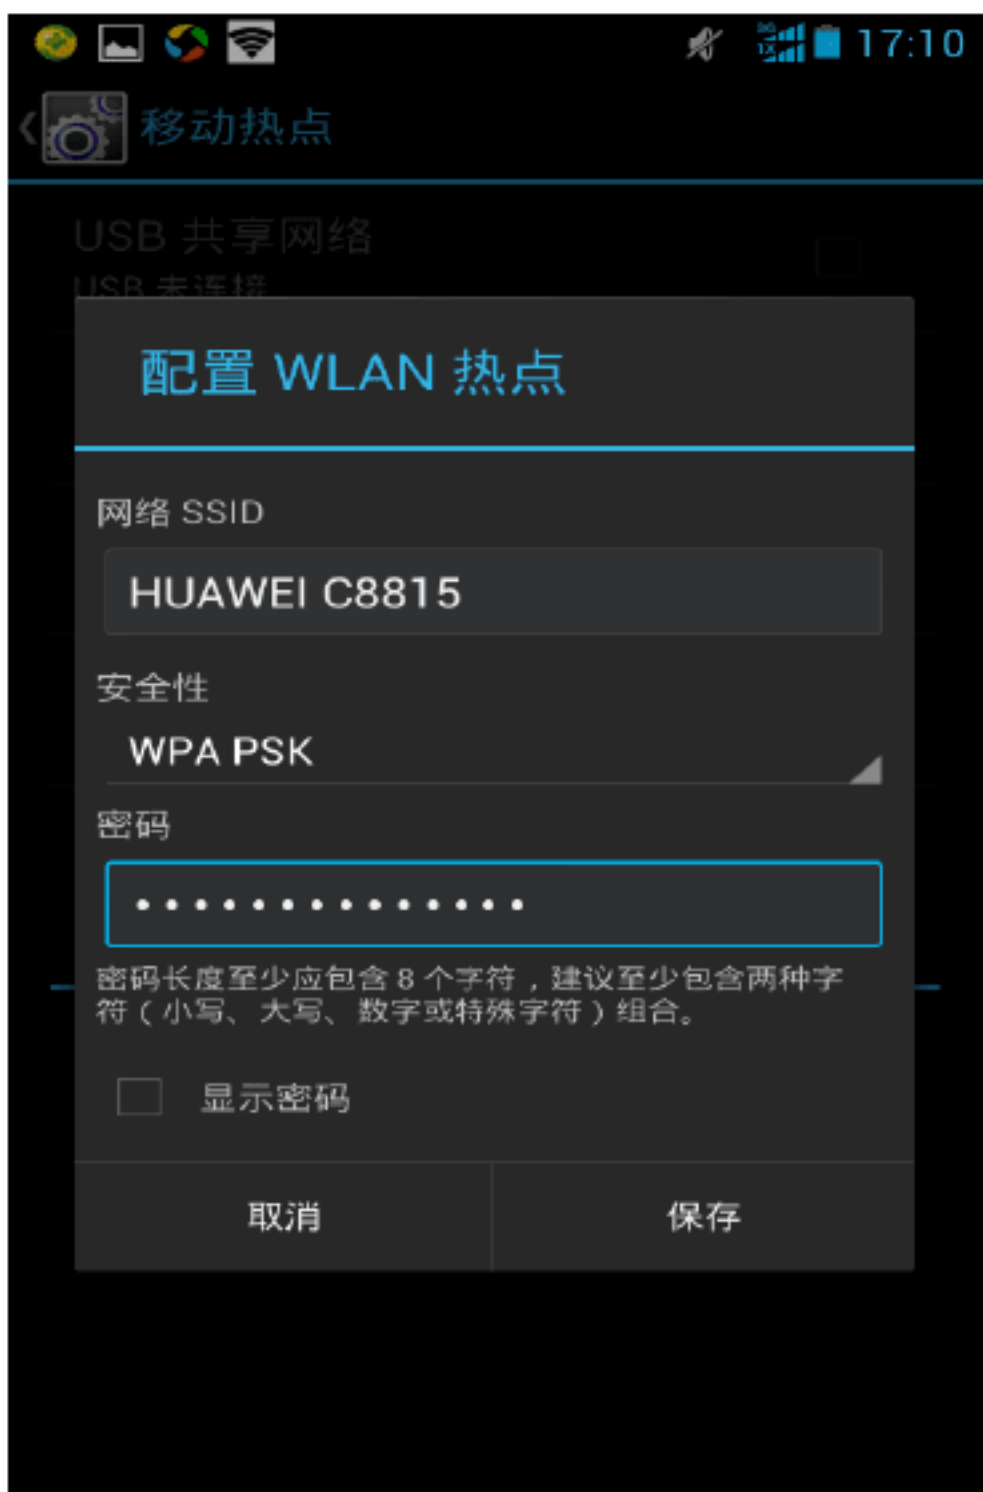 3G
1X
17:10
移动热点
USB 共享网络
USB 未连接
配置 WLAN 热点
网络 SSID
HUAWEI C8815
安全性
WPA PSK
密码
••••••••••••••
密码长度至少应包含 8 个字符，建议至少包含两种字
符（小写、大写、数字或特殊字符）组合。
显示密码
取消
保存